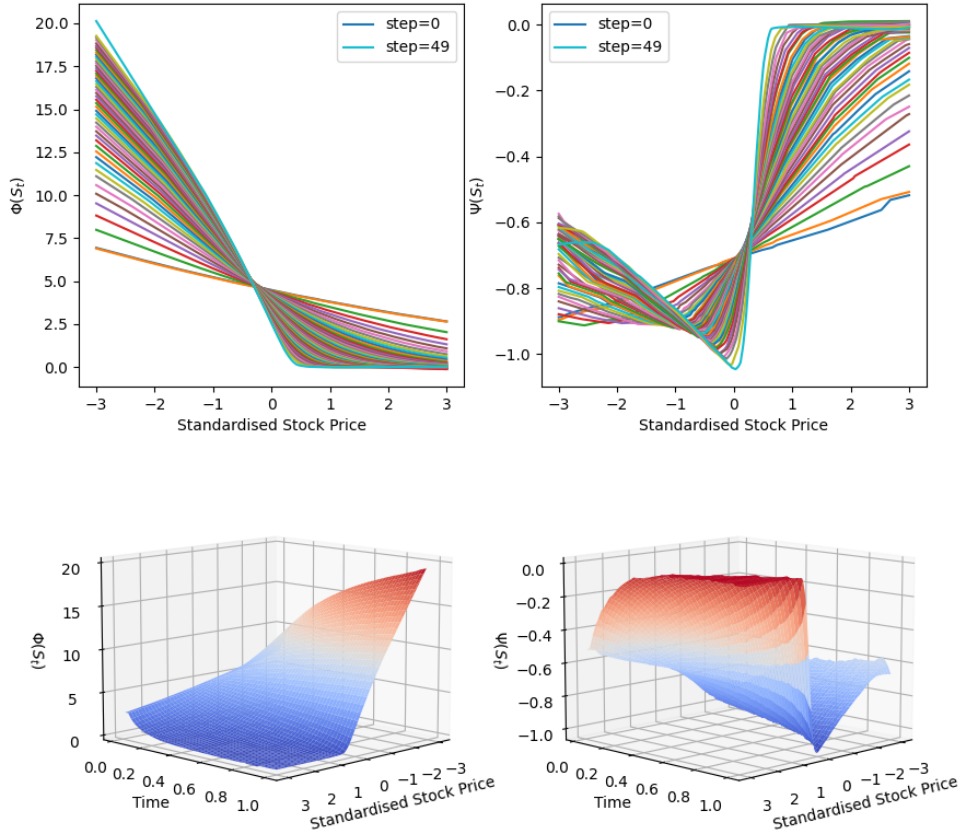 20.0
17.5
15.0
12.5
10.0
7.5
5.0
2.5
0.0
Φ(S_t)
−3 −2 −1 0 1 2 3
Standardised Stock Price
step=0
step=49
0.0
−0.2
−0.4
−0.6
−0.8
−1.0
Ψ(S_t)
−3 −2 −1 0 1 2 3
Standardised Stock Price
step=0
step=49
20
15
10
5
0
Φ(S_t)
0.0 0.2 0.4 0.6 0.8 1.0
Time
3 2 1 0 −1 −2 −3
Standardised Stock Price
0.0
−0.2
−0.4
−0.6
−0.8
−1.0
Ψ(S_t)
0.0 0.2 0.4 0.6 0.8 1.0
Time
3 2 1 0 −1 −2 −3
Standardised Stock Price